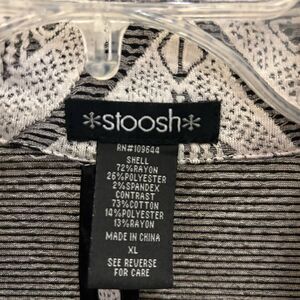 *stoosh*
RN#109644
SHELL
72%RAYON
26%POLYESTER
2%SPANDEX
CONTRAST
73%COTTON
14%POLYESTER
13%RAYON
MADE IN CHINA
XL
SEE REVERSE
FOR CARE